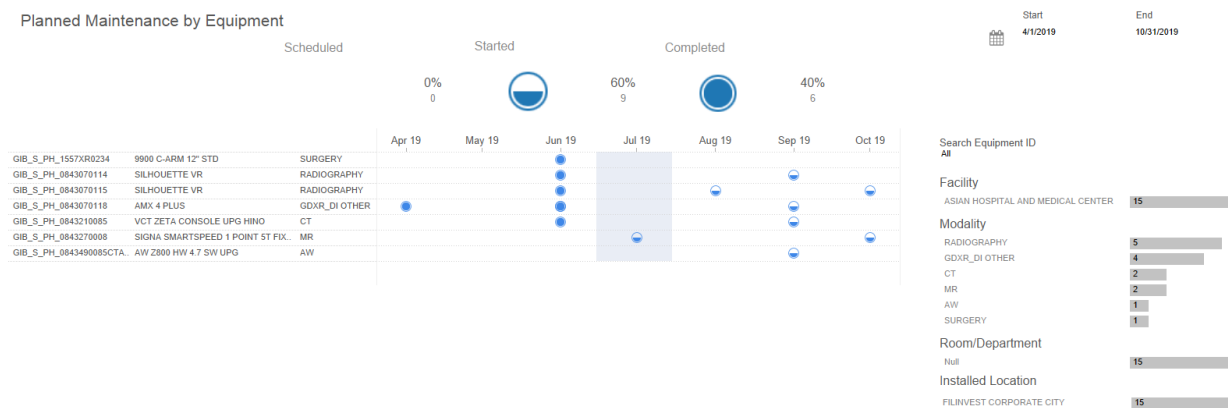 Planned Maintenance by Equipment
Start End
4/1/2019 10/31/2019
Scheduled Started Completed
0% 60% 40%
0 9 6
Apr 19 May 19 Jun 19 Jul 19 Aug 19 Sep 19 Oct 19
GIB_S_PH_1557XR0234 9900 C-ARM 12" STD SURGERY
GIB_S_PH_0843070114 SILHOUETTE VR RADIOGRAPHY
GIB_S_PH_0843070115 SILHOUETTE VR RADIOGRAPHY
GIB_S_PH_0843070118 AMX 4 PLUS GDXR_DI OTHER
GIB_S_PH_0843210085 VCT ZETA CONSOLE UPG HINO CT
GIB_S_PH_0843270008 SIGNA SMARTSPEED 1 POINT 5T FIX.. MR
GIB_S_PH_0843490085CTA.. AW Z800 HW 4.7 SW UPG AW
Search Equipment ID
All
Facility
ASIAN HOSPITAL AND MEDICAL CENTER 15
Modality
RADIOGRAPHY 5
GDXR_DI OTHER 4
CT 2
MR 2
AW 1
SURGERY 1
Room/Department
Null 15
Installed Location
FILINVEST CORPORATE CITY 15